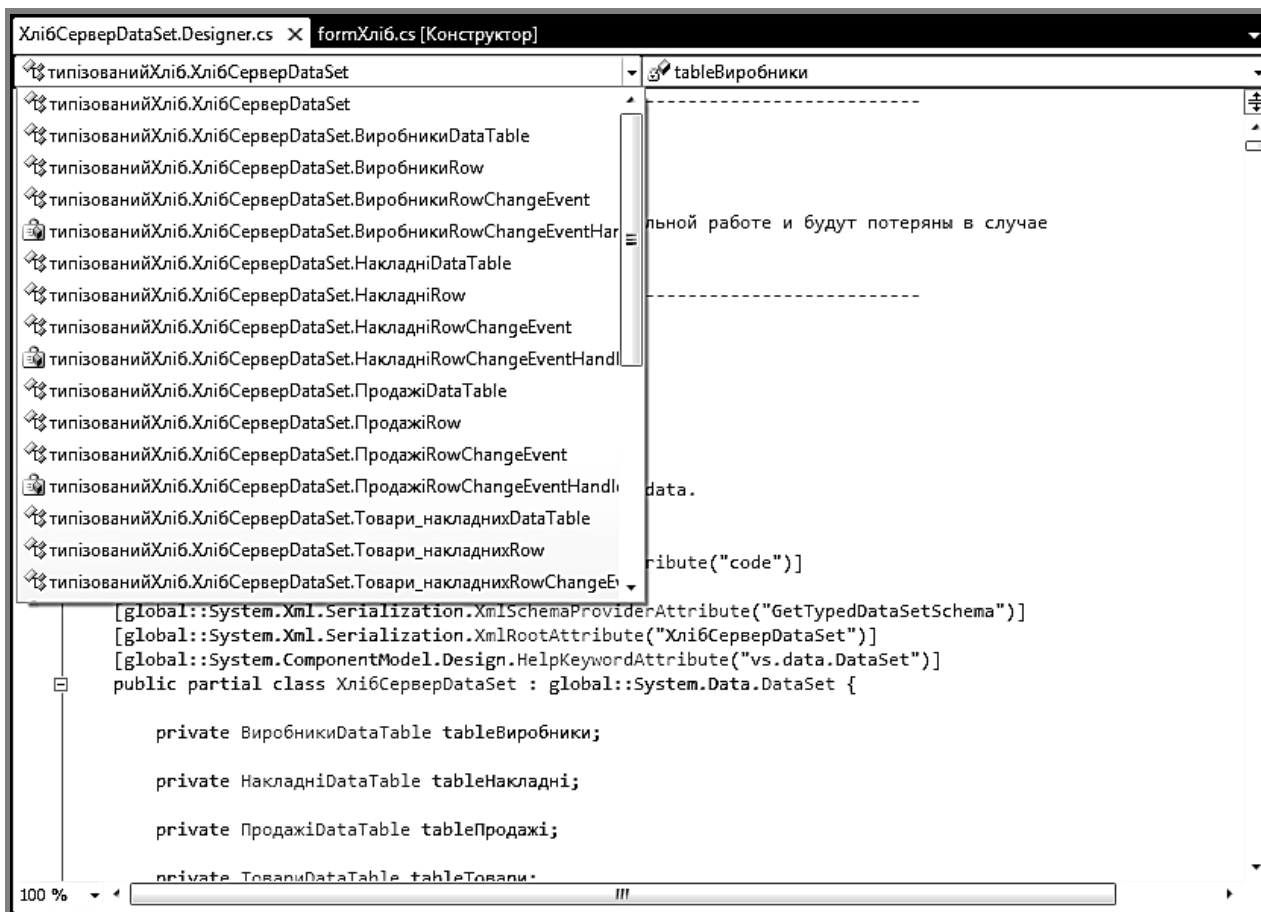 ХлібСерверDataSet.Designer.cs X formХліб.cs [Конструктор]
типізованийХліб.ХлібСерверDataSet tableВиробники
типізованийХліб.ХлібСерверDataSet --------------------------
типізованийХліб.ХлібСерверDataSet.ВиробникиDataTable
типізованийХліб.ХлібСерверDataSet.ВиробникиRow
типізованийХліб.ХлібСерверDataSet.ВиробникиRowChangeEvent
типізованийХліб.ХлібСерверDataSet.ВиробникиRowChangeEventHar льной работе и будут потеряны в случае
типізованийХліб.ХлібСерверDataSet.НакладніDataTable
типізованийХліб.ХлібСерверDataSet.НакладніRow --------------------------
типізованийХліб.ХлібСерверDataSet.НакладніRowChangeEvent
типізованийХліб.ХлібСерверDataSet.НакладніRowChangeEventHandl
типізованийХліб.ХлібСерверDataSet.ПродажіDataTable
типізованийХліб.ХлібСерверDataSet.ПродажіRow
типізованийХліб.ХлібСерверDataSet.ПродажіRowChangeEvent
типізованийХліб.ХлібСерверDataSet.ПродажіRowChangeEventHandl data.
типізованийХліб.ХлібСерверDataSet.Товари_накладнихDataTable
типізованийХліб.ХлібСерверDataSet.Товари_накладнихRow ribute("code")]
типізованийХліб.ХлібСерверDataSet.Товари_накладнихRowChangeEv
[global::System.Xml.Serialization.XmlSchemaProviderAttribute("GetTypedDataSetSchema")]
[global::System.Xml.Serialization.XmlRootAttribute("ХлібСерверDataSet")]
[global::System.ComponentModel.Design.HelpKeywordAttribute("vs.data.DataSet")]
public partial class ХлібСерверDataSet : global::System.Data.DataSet {
private ВиробникиDataTable tableВиробники;
private НакладніDataTable tableНакладні;
private ПродажіDataTable tableПродажі;
private ТовариDataTable tableТовари;
100 %